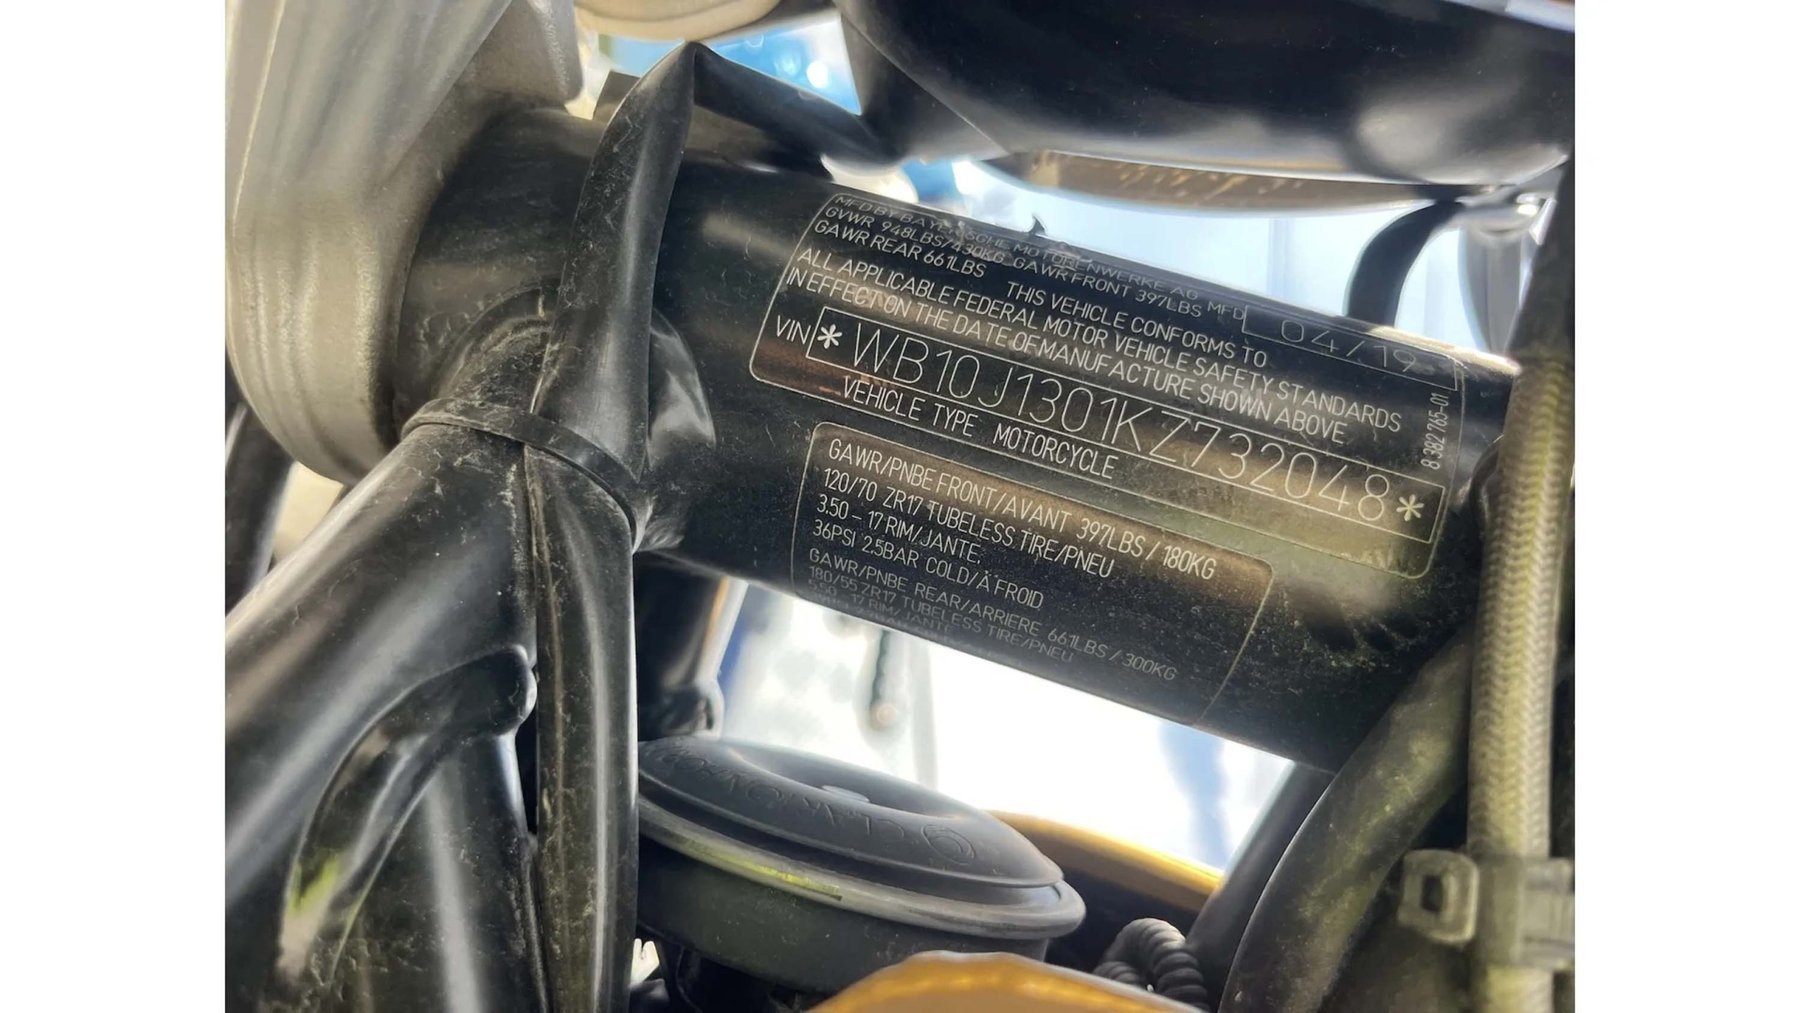 MFD BY BAYERISCHE MOTORENWERKE AG MFD 04/19
GVWR 948LBS/430KG GAWR FRONT 397LBS
GAWR REAR 661LBS
THIS VEHICLE CONFORMS TO
ALL APPLICABLE FEDERAL MOTOR VEHICLE SAFETY STANDARDS
IN EFFECT ON THE DATE OF MANUFACTURE SHOWN ABOVE
VIN *WB10J1301KZ732048*
VEHICLE TYPE MOTORCYCLE
8 382 765-01
GAWR/PNBE FRONT/AVANT 397LBS / 180KG
120/70 ZR17 TUBELESS TIRE/PNEU
3.50 – 17 RIM/JANTE,
36PSI 2.5BAR COLD/A FROID
GAWR/PNBE REAR/ARRIERE 661LBS / 300KG
180/55 ZR17 TUBELESS TIRE/PNEU
17 RIM/JANTE